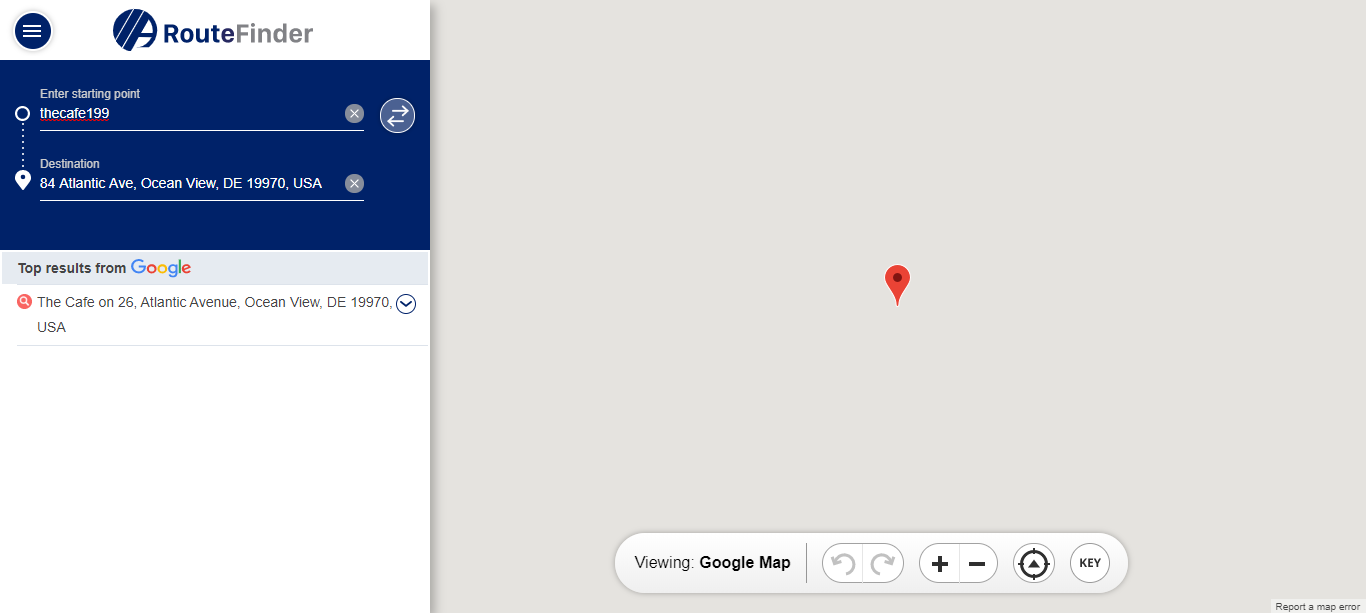 RouteFinder
Enter starting point
thecafe199
Destination
84 Atlantic Ave, Ocean View, DE 19970, USA
Top results from Google
The Cafe on 26, Atlantic Avenue, Ocean View, DE 19970,
USA
Viewing: Google Map
KEY
Report a map error